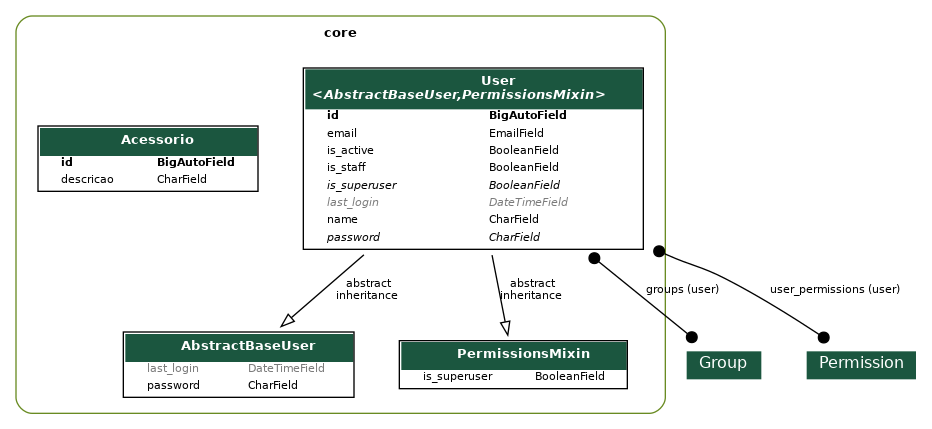 core
User
<AbstractBaseUser,PermissionsMixin>
id BigAutoField
email EmailField
is_active BooleanField
is_staff BooleanField
is_superuser BooleanField
last_login DateTimeField
name CharField
password CharField
Acessorio
id BigAutoField
descricao CharField
abstract
inheritance
abstract
inheritance
groups (user)
user_permissions (user)
AbstractBaseUser
last_login DateTimeField
password CharField
PermissionsMixin
is_superuser BooleanField
Group
Permission